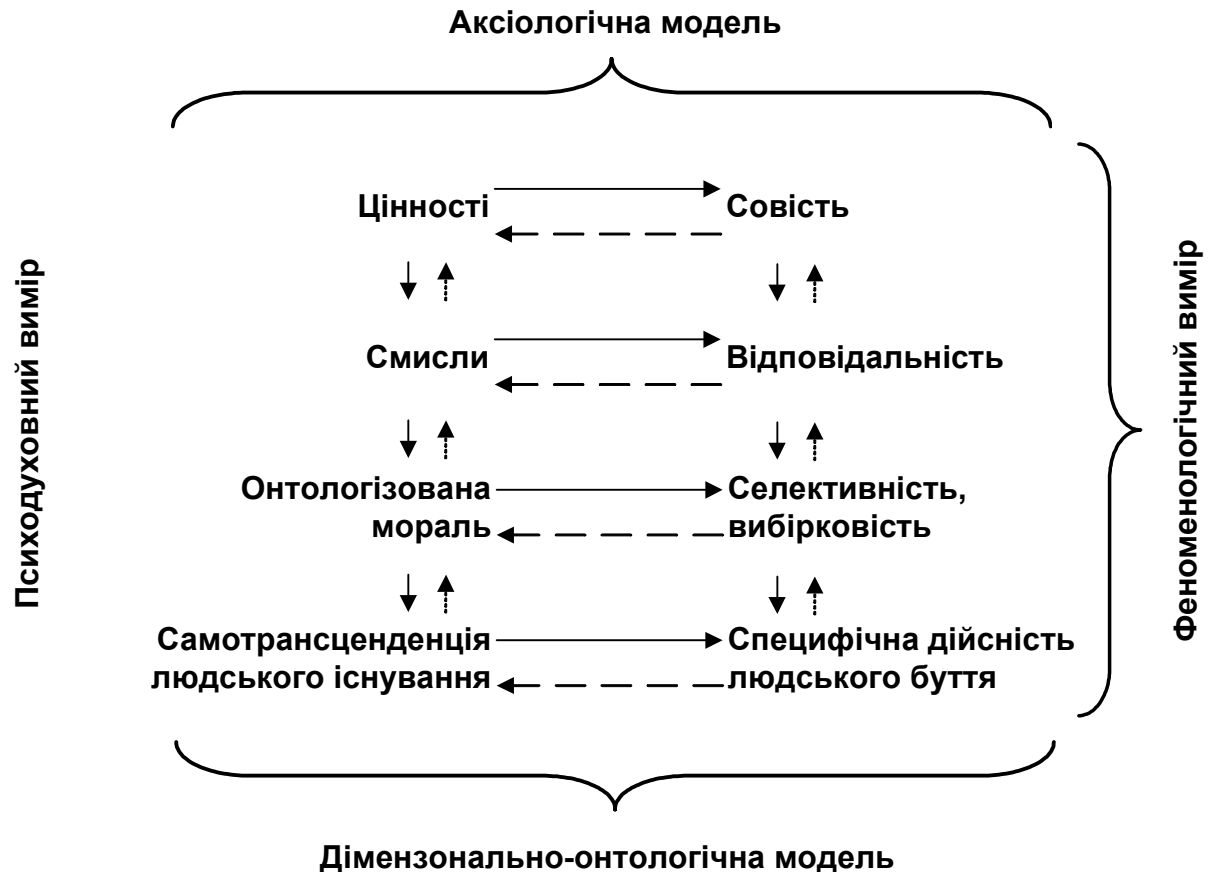 Аксіологічна модель
Цінності
Совість
Психодуховний вимір
Феноменологічний вимір
Смисли
Відповідальність
Онтологізована
мораль
Селективність,
вибірковість
Самотрансценденція
людського існування
Специфічна дійсність
людського буття
Дімензонально-онтологічна модель